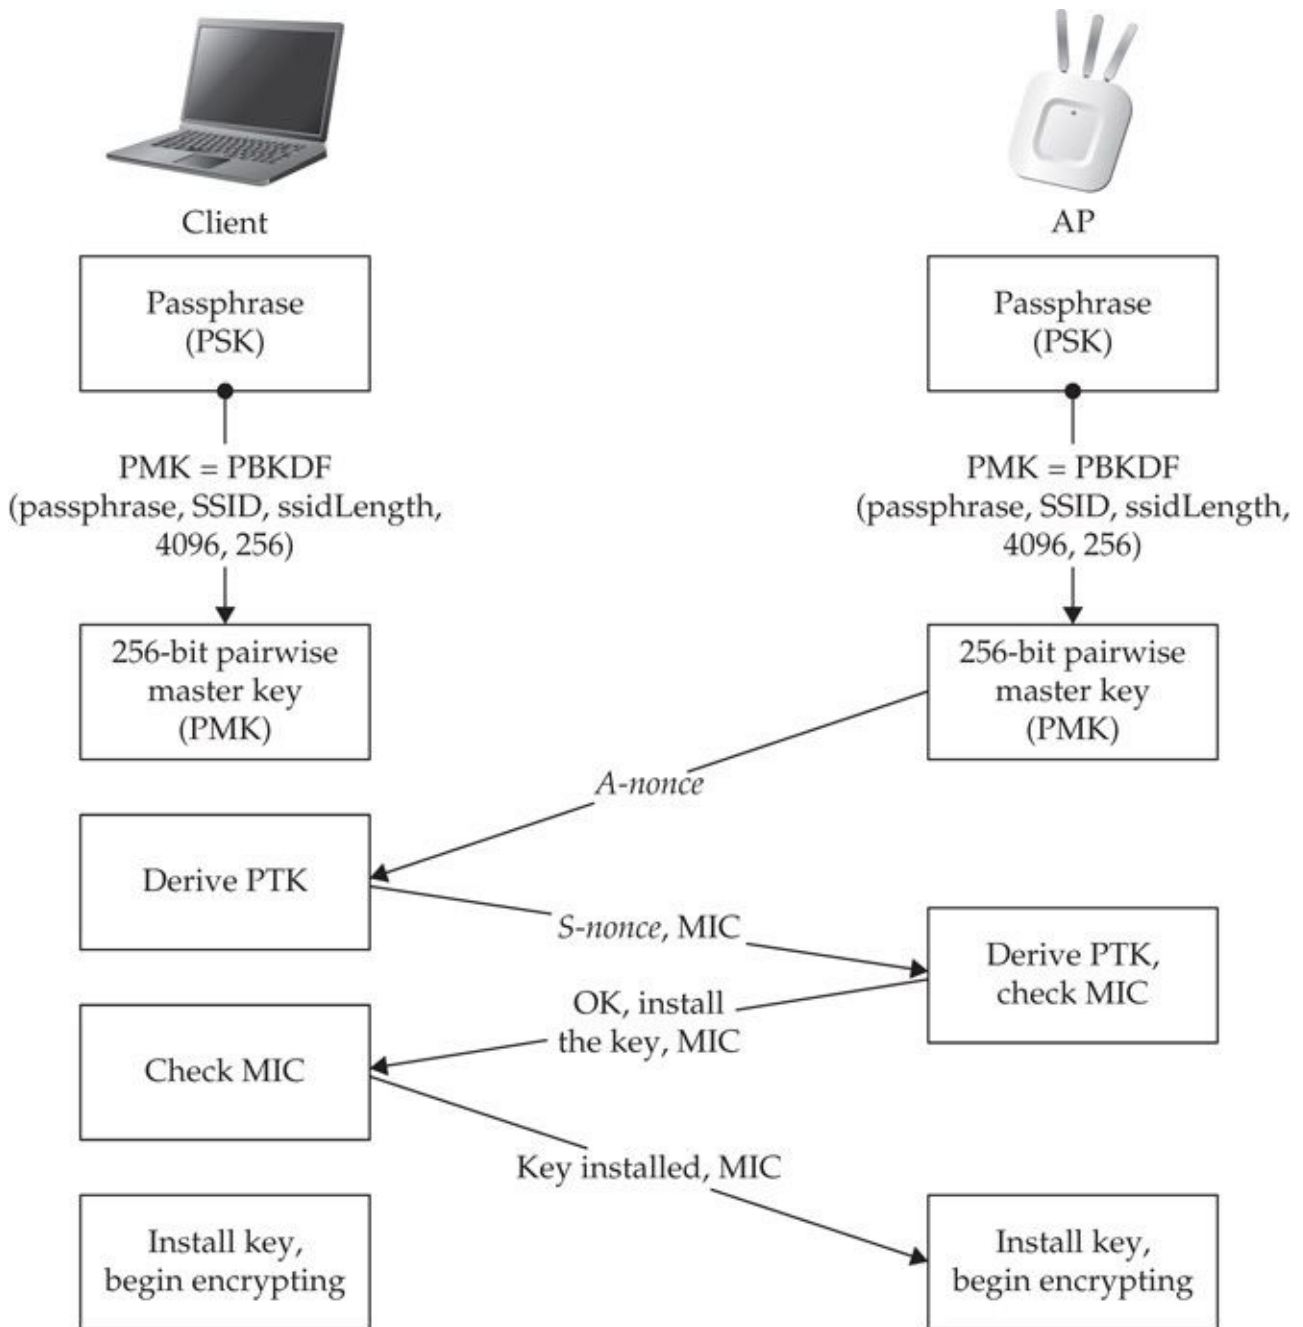 Client
AP
Passphrase
(PSK)
Passphrase
(PSK)
PMK = PBKDF
(passphrase, SSID, ssidLength,
4096, 256)
PMK = PBKDF
(passphrase, SSID, ssidLength,
4096, 256)
256-bit pairwise
master key
(PMK)
256-bit pairwise
master key
(PMK)
A-nonce
Derive PTK
S-nonce, MIC
Derive PTK,
check MIC
OK, install
the key, MIC
Check MIC
Key installed, MIC
Install key,
begin encrypting
Install key,
begin encrypting